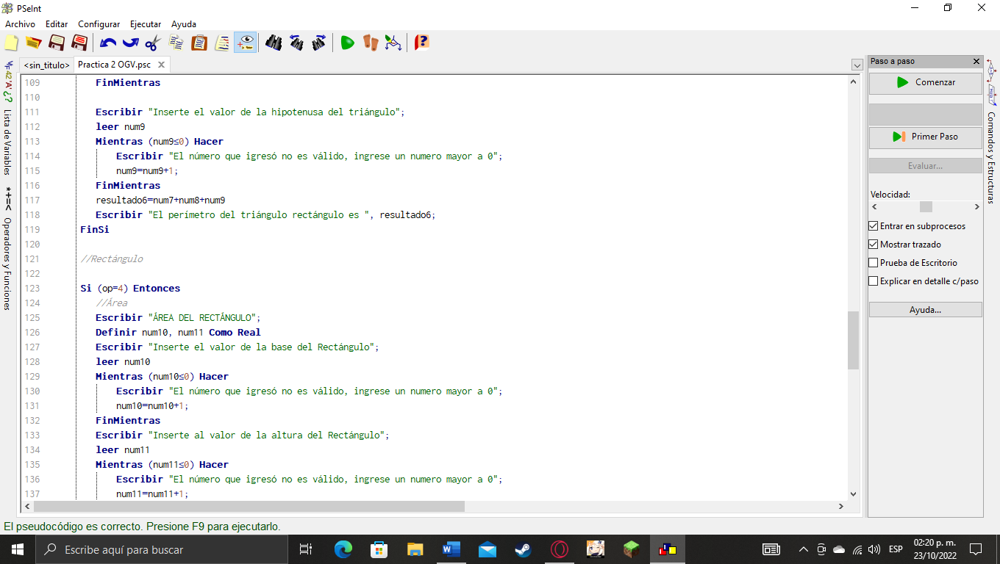 PSeInt
Archivo Editar Configurar Ejecutar Ayuda
<sin_titulo> Practica 2 OGV.psc
109 FinMientras
110
111 Escribir "Inserte el valor de la hipotenusa del triángulo";
112 leer num9
113 Mientras (num9≤0) Hacer
114 Escribir "El número que igresó no es válido, ingrese un numero mayor a 0";
115 num9=num9+1;
116 FinMientras
117 resultado6=num7+num8+num9
118 Escribir "El perímetro del triángulo rectángulo es ", resultado6;
119 FinSi
120
121 //Rectángulo
122
123 Si (op=4) Entonces
124 //Área
125 Escribir "ÁREA DEL RECTÁNGULO";
126 Definir num10, num11 Como Real
127 Escribir "Inserte el valor de la base del Rectángulo";
128 leer num10
129 Mientras (num10≤0) Hacer
130 Escribir "El número que igresó no es válido, ingrese un numero mayor a 0";
131 num10=num10+1;
132 FinMientras
133 Escribir "Inserte al valor de la altura del Rectángulo";
134 leer num11
135 Mientras (num11≤0) Hacer
136 Escribir "El número que igresó no es válido, ingrese un numero mayor a 0";
137 num11=num11+1;
Lista de Variables
Operadores y Funciones
Paso a paso
Comenzar
Primer Paso
Evaluar...
Velocidad:
Entrar en subprocesos
Mostrar trazado
Prueba de Escritorio
Explicar en detalle c/paso
Ayuda...
Comandos y Estructuras
El pseudocódigo es correcto. Presione F9 para ejecutarlo.
Escribe aquí para buscar
ESP
02:20 p. m.
23/10/2022